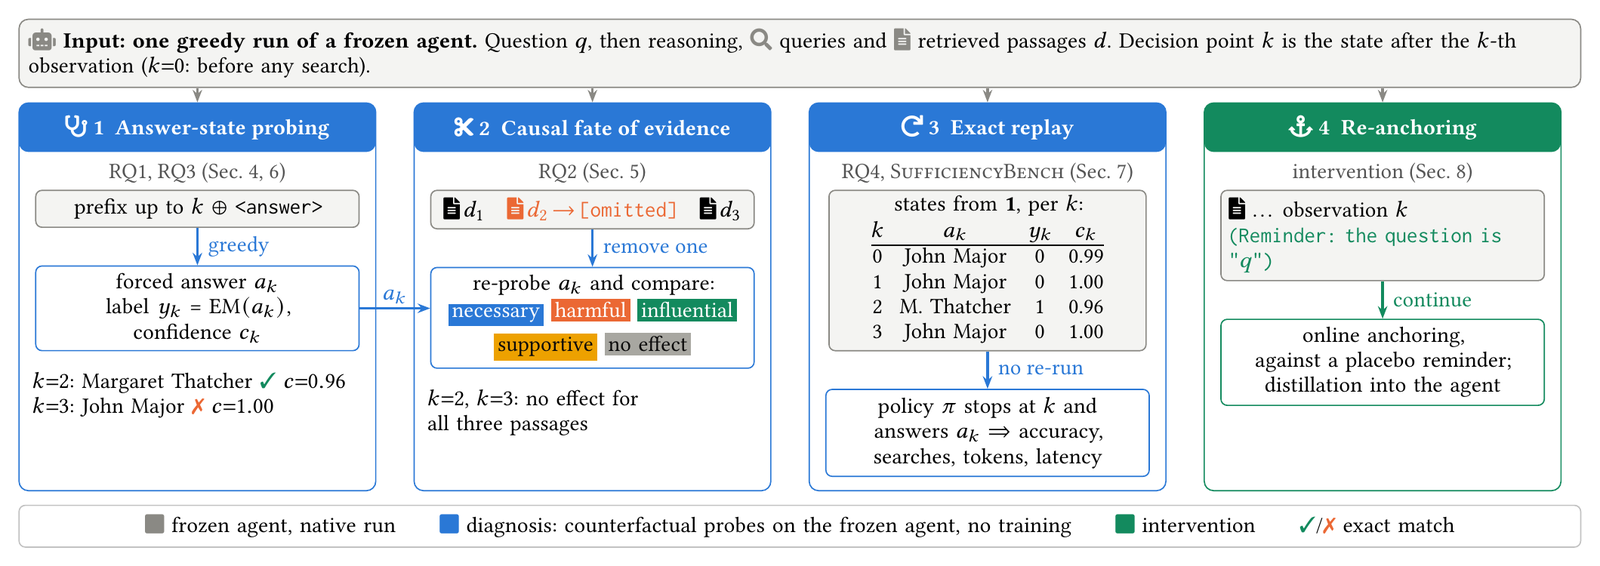 Input: one greedy run of a frozen agent. Question q, then reasoning, queries and retrieved passages d. Decision point k is the state after the k-th
observation (k=0: before any search).
1 Answer-state probing
RQ1, RQ3 (Sec. 4, 6)
prefix up to k ⊕ <answer>
greedy
forced answer a_k
label y_k = EM(a_k),
confidence c_k
k=2: Margaret Thatcher ✓ c=0.96
k=3: John Major ✗ c=1.00
a_k
2 Causal fate of evidence
RQ2 (Sec. 5)
d_1 d_2 → [omitted] d_3
remove one
re-probe a_k and compare:
necessary harmful influential
supportive no effect
k=2, k=3: no effect for
all three passages
3 Exact replay
RQ4, SUFFICIENCYBENCH (Sec. 7)
states from 1, per k:
k a_k y_k c_k
0 John Major 0 0.99
1 John Major 0 1.00
2 M. Thatcher 1 0.96
3 John Major 0 1.00
no re-run
policy π stops at k and
answers a_k ⟹ accuracy,
searches, tokens, latency
4 Re-anchoring
intervention (Sec. 8)
... observation k
(Reminder: the question is
"q")
continue
online anchoring,
against a placebo reminder;
distillation into the agent
frozen agent, native run diagnosis: counterfactual probes on the frozen agent, no training intervention ✓/✗ exact match